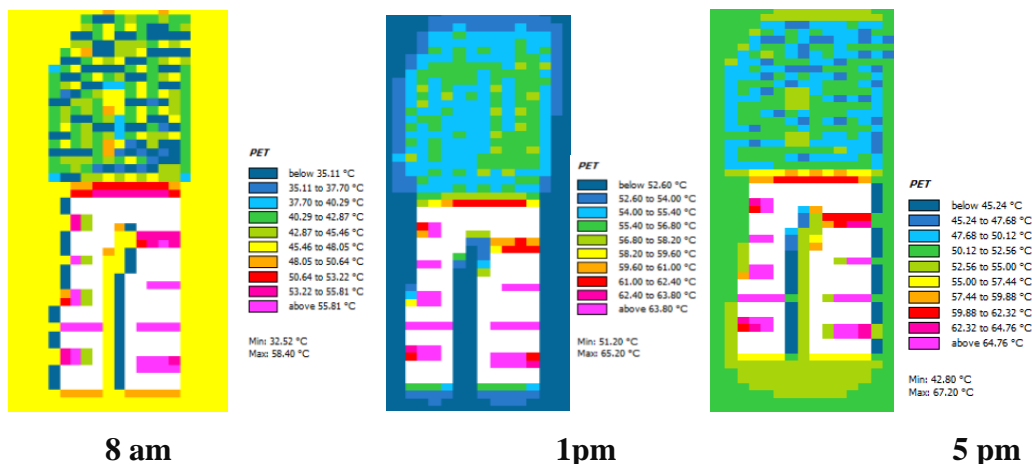 PET
below 35.11 °C
35.11 to 37.70 °C
37.70 to 40.29 °C
40.29 to 42.87 °C
42.87 to 45.46 °C
45.46 to 48.05 °C
48.05 to 50.64 °C
50.64 to 53.22 °C
53.22 to 55.81 °C
above 55.81 °C
Min: 32.52 °C
Max: 58.40 °C
PET
below 52.60 °C
52.60 to 54.00 °C
54.00 to 55.40 °C
55.40 to 56.80 °C
56.80 to 58.20 °C
58.20 to 59.60 °C
59.60 to 61.00 °C
61.00 to 62.40 °C
62.40 to 63.80 °C
above 63.80 °C
Min: 51.20 °C
Max: 65.20 °C
PET
below 45.24 °C
45.24 to 47.68 °C
47.68 to 50.12 °C
50.12 to 52.56 °C
52.56 to 55.00 °C
55.00 to 57.44 °C
57.44 to 59.88 °C
59.88 to 62.32 °C
62.32 to 64.76 °C
above 64.76 °C
Min: 42.80 °C
Max: 67.20 °C
8 am
1pm
5 pm